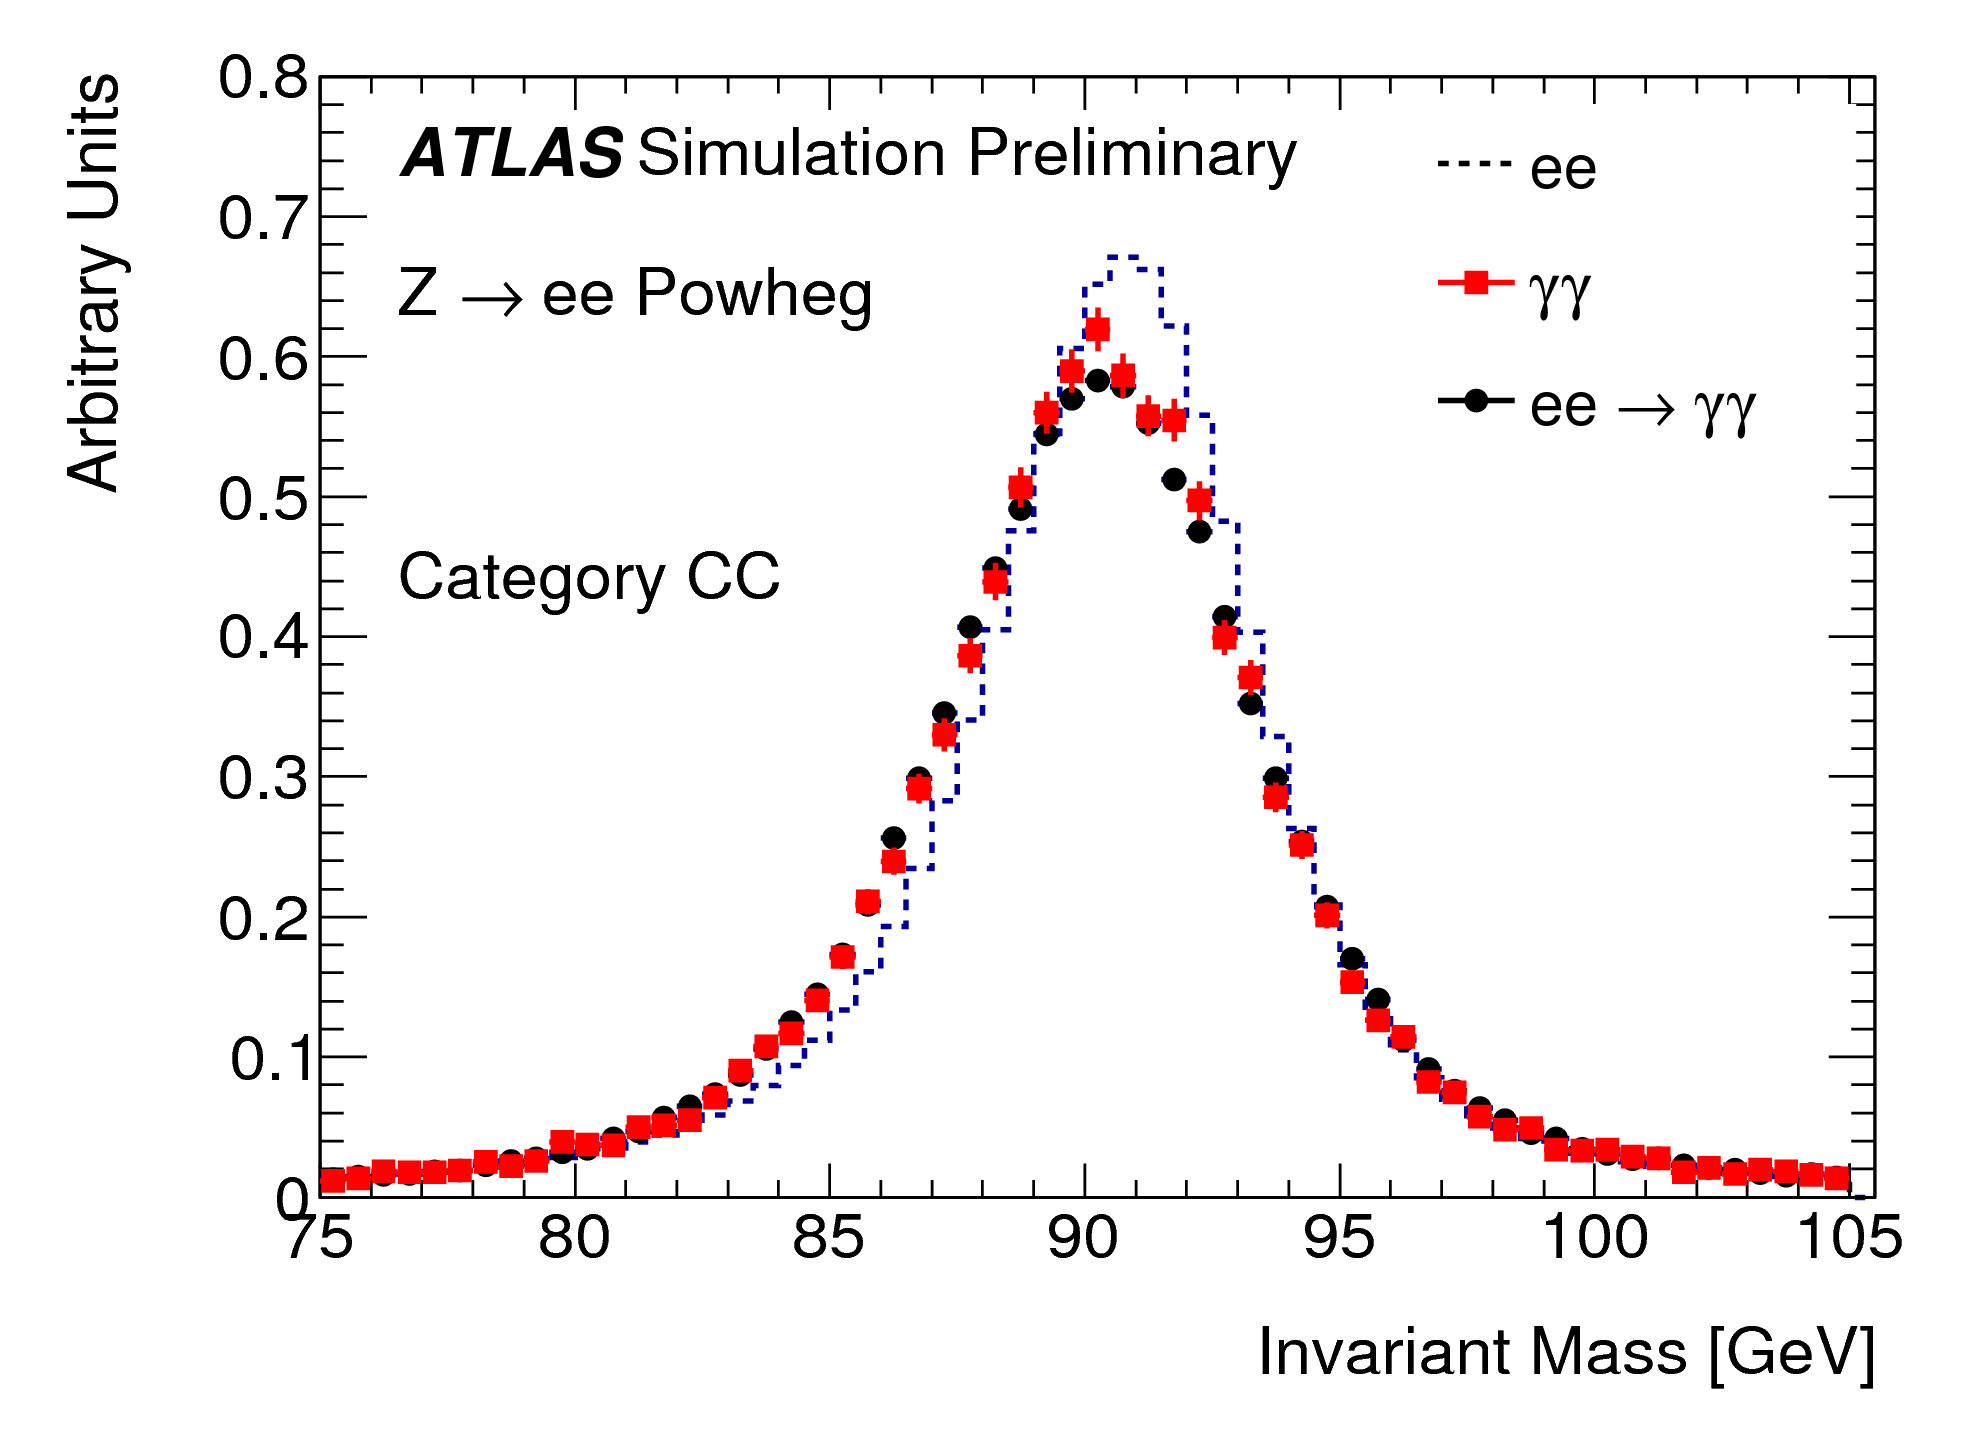 ATLAS Simulation Preliminary
Z → ee Powheg
Category CC
ee
γγ
ee → γγ
Arbitrary Units
0.8
0.7
0.6
0.5
0.4
0.3
0.2
0.1
0
75 80 85 90 95 100 105
Invariant Mass [GeV]